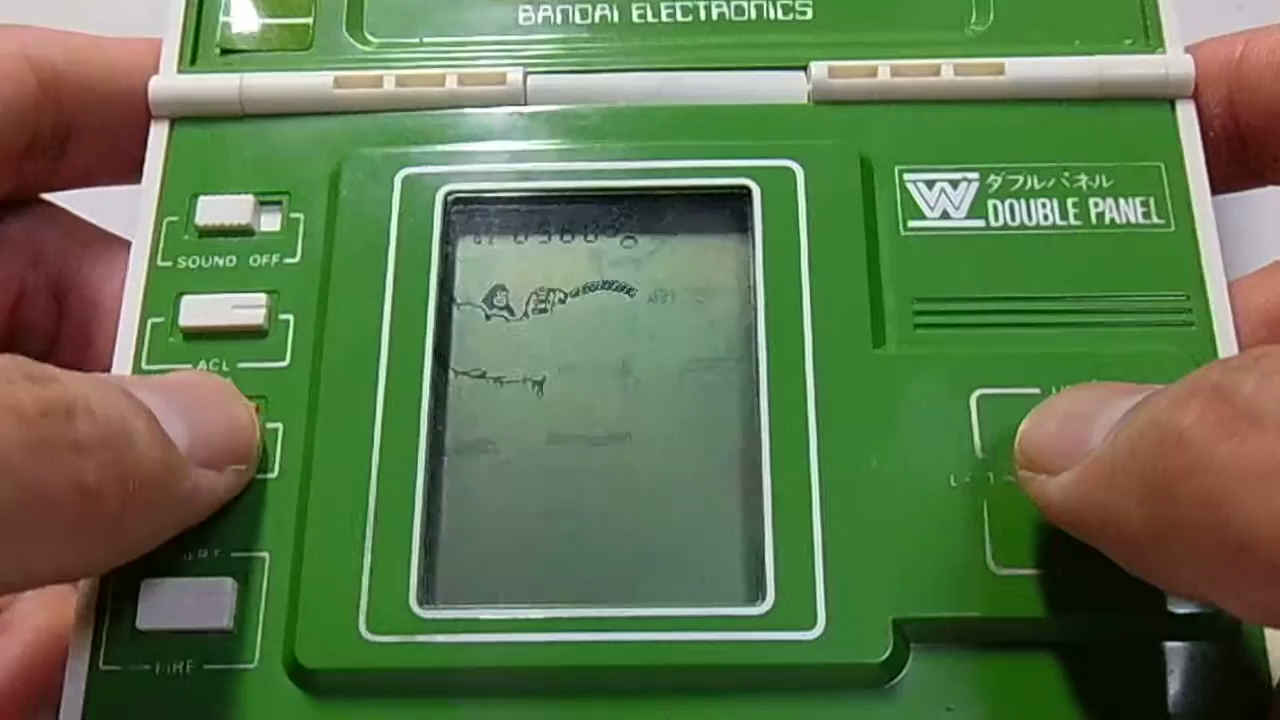 BANDAI ELECTRONICS
ダブルパネル
DOUBLE PANEL
SOUND OFF
ACL
FIRE